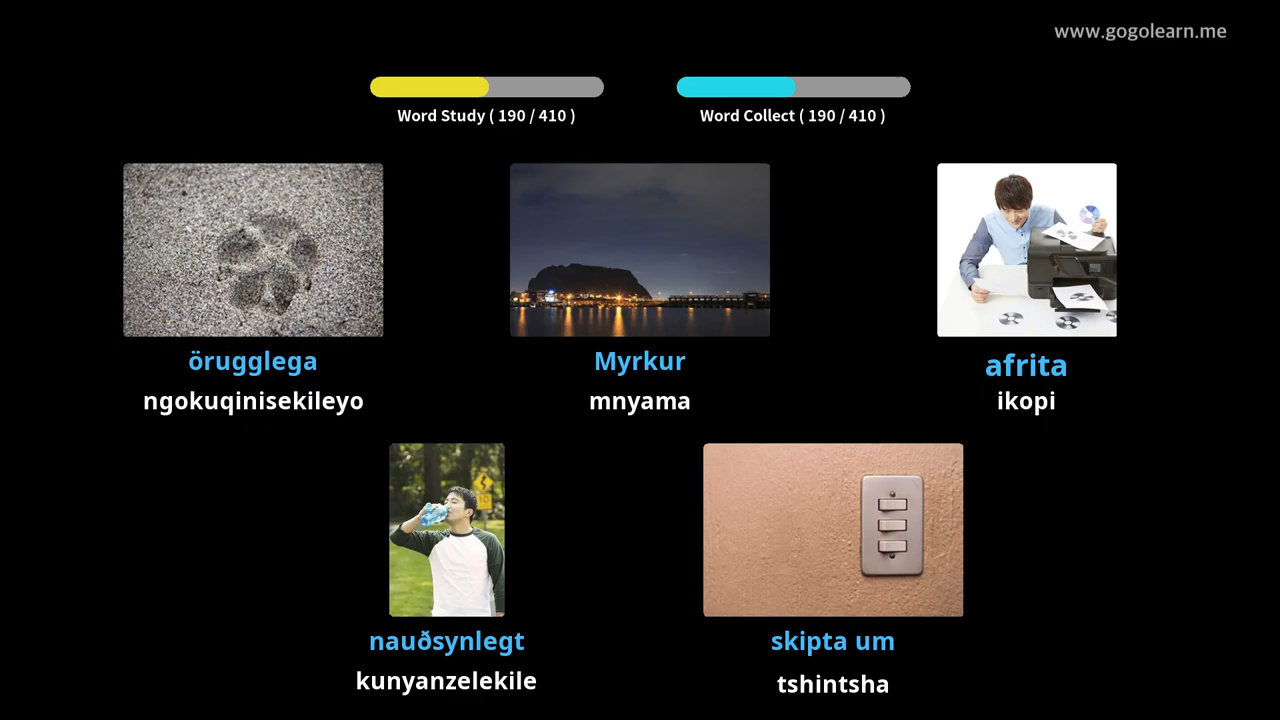 www.gogolearn.me
Word Study ( 190 / 410 )
Word Collect ( 190 / 410 )
örugglega
Myrkur
afrita
ngokuqinisekileyo
mnyama
ikopi
nauðsynlegt
skipta um
kunyanzelekile
tshintsha